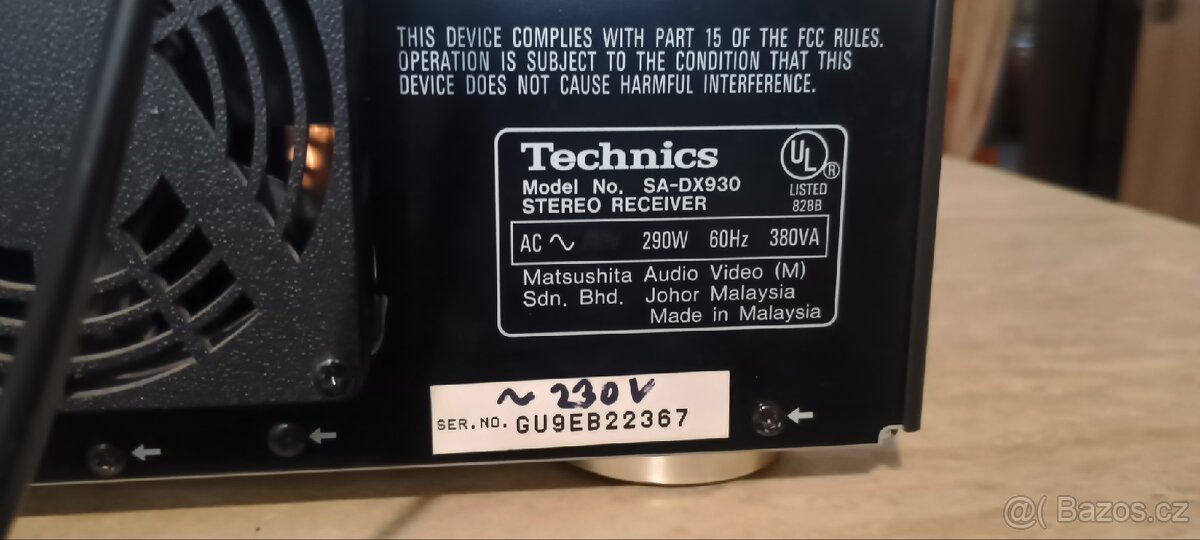 THIS DEVICE COMPLIES WITH PART 15 OF THE FCC RULES.
OPERATION IS SUBJECT TO THE CONDITION THAT THIS
DEVICE DOES NOT CAUSE HARMFUL INTERFERENCE.
Technics
Model No. SA-DX930
STEREO RECEIVER
UL ®
LISTED
828B
AC ∿ 290W 60Hz 380VA
Matsushita Audio Video (M)
Sdn. Bhd. Johor Malaysia
Made in Malaysia
~ 230V
SER.NO. GU9EB22367
@( Bazos.cz